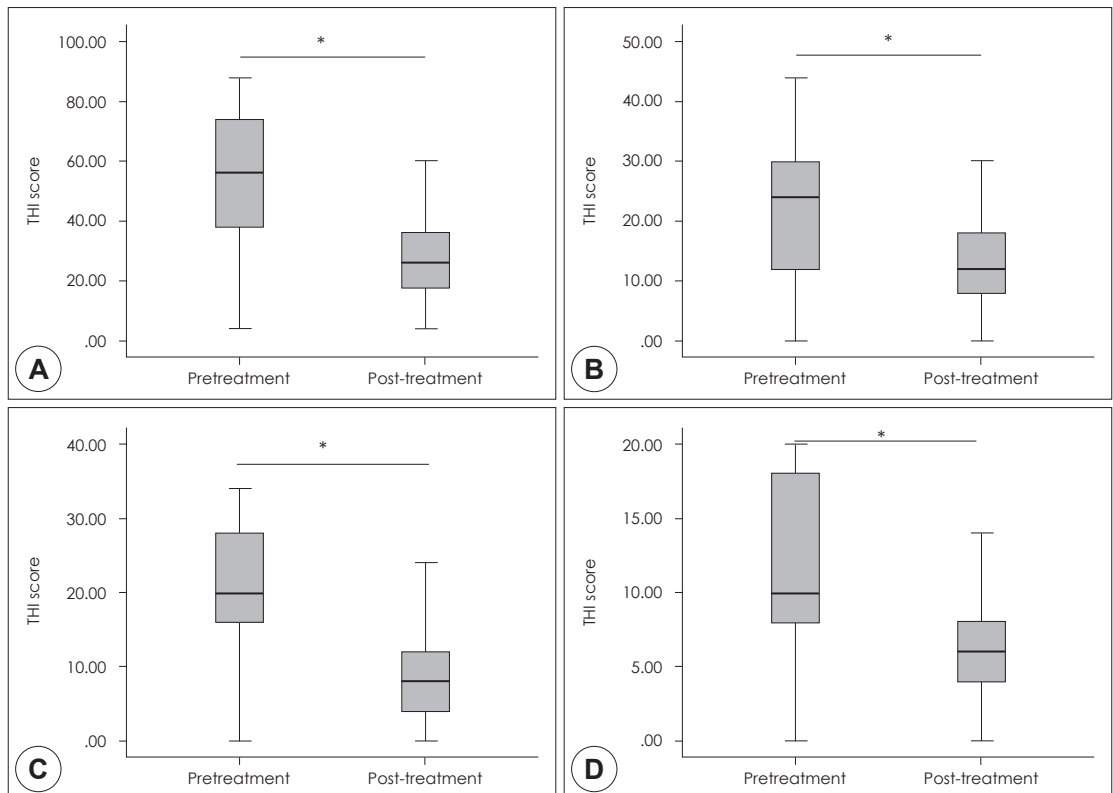 100.00
80.00
60.00
40.00
20.00
.00
THI score
*
Pretreatment
Post-treatment
A
50.00
40.00
30.00
20.00
10.00
.00
THI score
*
Pretreatment
Post-treatment
B
40.00
30.00
20.00
10.00
.00
THI score
*
Pretreatment
Post-treatment
C
20.00
15.00
10.00
5.00
.00
THI score
*
Pretreatment
Post-treatment
D